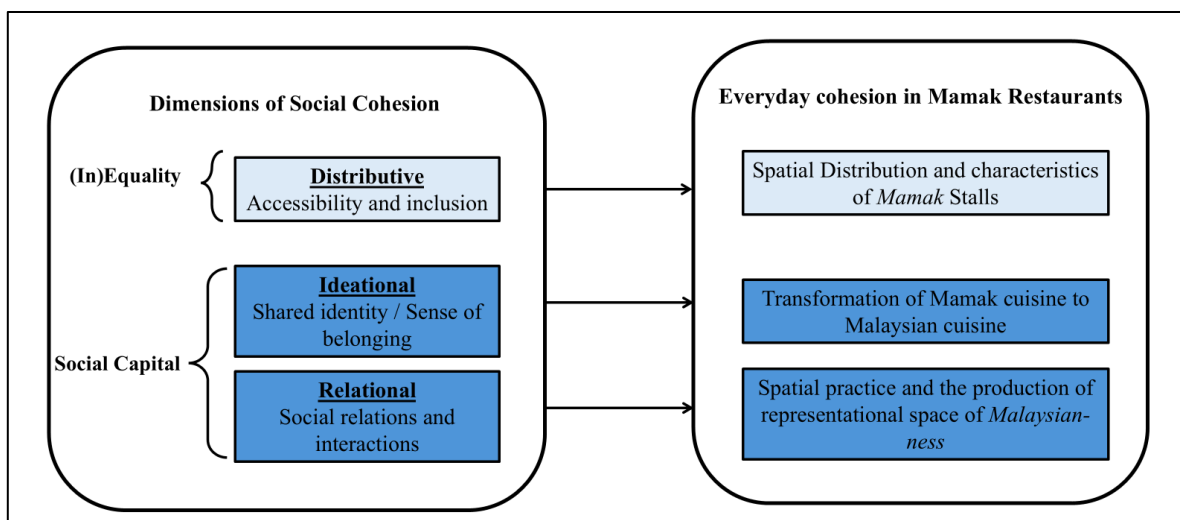 Dimensions of Social Cohesion
(In)Equality
Distributive
Accessibility and inclusion
Social Capital
Ideational
Shared identity / Sense of
belonging
Relational
Social relations and
interactions
Everyday cohesion in Mamak Restaurants
Spatial Distribution and characteristics
of Mamak Stalls
Transformation of Mamak cuisine to
Malaysian cuisine
Spatial practice and the production of
representational space of Malaysian-
ness